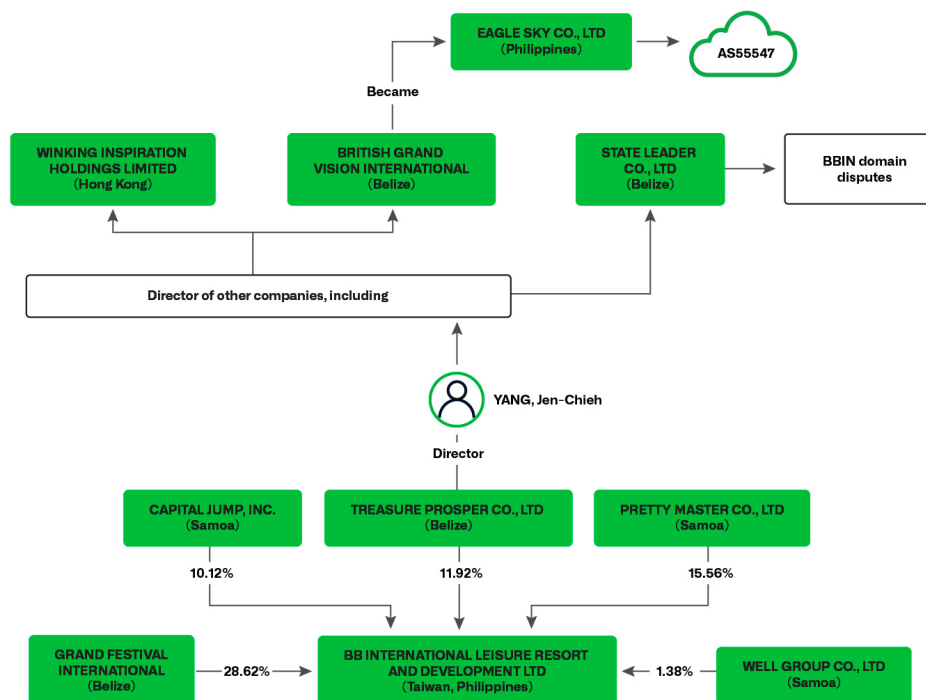 EAGLE SKY CO., LTD
(Philippines)
AS55547
Became
WINKING INSPIRATION
HOLDINGS LIMITED
(Hong Kong)
BRITISH GRAND
VISION INTERNATIONAL
(Belize)
STATE LEADER
CO., LTD
(Belize)
BBIN domain
disputes
Director of other companies, including
YANG, Jen-Chieh
Director
CAPITAL JUMP, INC.
(Samoa)
TREASURE PROSPER CO., LTD
(Belize)
PRETTY MASTER CO., LTD
(Samoa)
10.12%
11.92%
15.56%
GRAND FESTIVAL
INTERNATIONAL
(Belize)
28.62%
BB INTERNATIONAL LEISURE RESORT
AND DEVELOPMENT LTD
(Taiwan, Philippines)
1.38%
WELL GROUP CO., LTD
(Samoa)